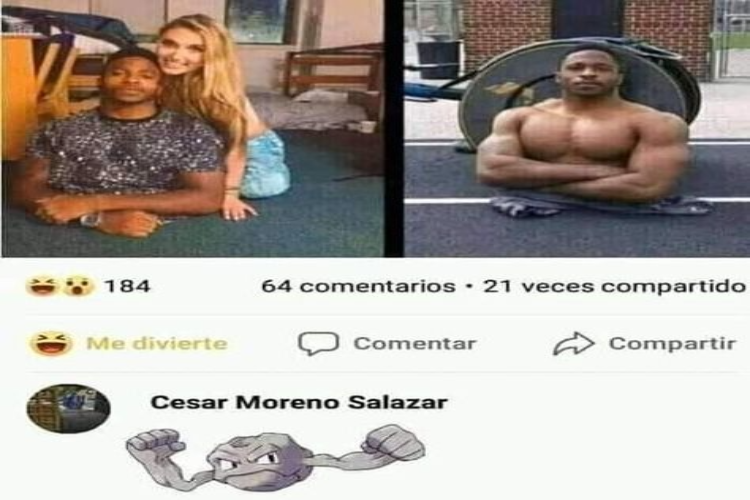 184
64 comentarios • 21 veces compartido
Me divierte
Comentar
Compartir
Cesar Moreno Salazar